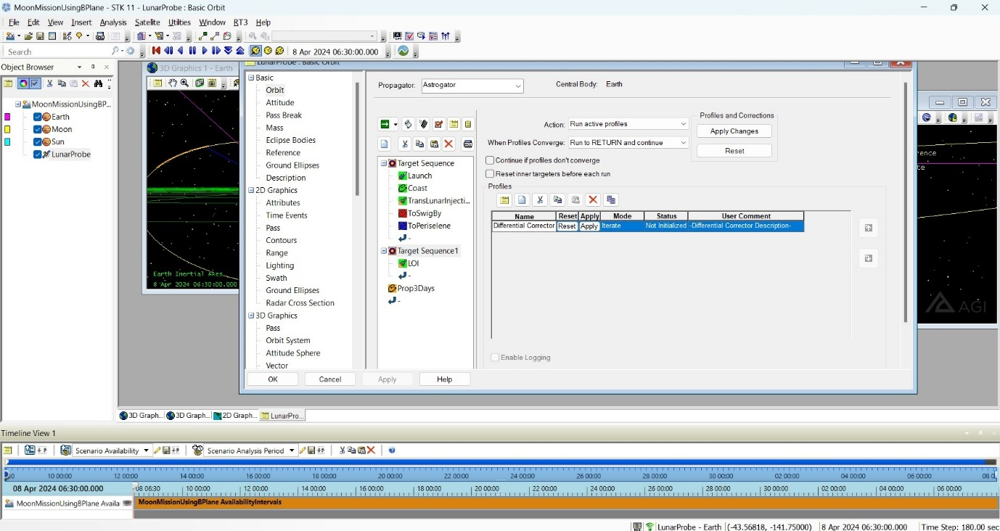 MoonMissionUsingBPlane - STK 11 - LunarProbe : Basic Orbit
File Edit View Insert Analysis Satellite Utilities Window RT3 Help
Search
8 Apr 2024 06:30:00.000
Object Browser
MoonMissionUsingBP...
Earth
Moon
Sun
LunarProbe
3D Graphics 1 - Earth
Earth Inertial Axes
8 Apr 2024 06:30:00.000
LunarProbe : Basic Orbit
Basic
Orbit
Attitude
Pass Break
Mass
Eclipse Bodies
Reference
Ground Ellipses
Description
2D Graphics
Attributes
Time Events
Pass
Contours
Range
Lighting
Swath
Ground Ellipses
Radar Cross Section
3D Graphics
Pass
Orbit System
Attitude Sphere
Vector
Propagator: Astrogator Central Body: Earth
Target Sequence
Launch
Coast
TransLunarInjecti...
ToSwigBy
ToPeriselene
-
Target Sequence1
LOI
-
Prop3Days
-
Action: Run active profiles
When Profiles Converge: Run to RETURN and continue
Continue if profiles don't converge
Reset inner targeters before each run
Profiles and Corrections
Apply Changes
Reset
Profiles
Name Reset Apply Mode Status User Comment
Differential Corrector Reset Apply Iterate Not Initialized -Differential Corrector Description-
Enable Logging
OK Cancel Apply Help
rence
te
AGI
3D Graph... 3D Graph... 2D Graph... LunarPro...
Timeline View 1
Scenario Availability Scenario Analysis Period
10 00:00 12 00:00 14 00:00 16 00:00 18 00:00 20 00:00 22 00:00 24 00:00 26 00:00 28 00:00 30 00:00 02 00:00 04 00:00 06 00:00 08 0
08 Apr 2024 06:30:00.000 08 06:30 10 00:00 12 00:00 14 00:00 16 00:00 18 00:00 20 00:00 22 00:00 24 00:00 26 00:00 28 00:00 30 00:00 02 00:00 04 00:00 06 00:00
MoonMissionUsingBPlane Availa MoonMissionUsingBPlane AvailabilityIntervals
LunarProbe - Earth (-43.56818, -141.75000) 8 Apr 2024 06:30:00.000 Time Step: 180.00 sec